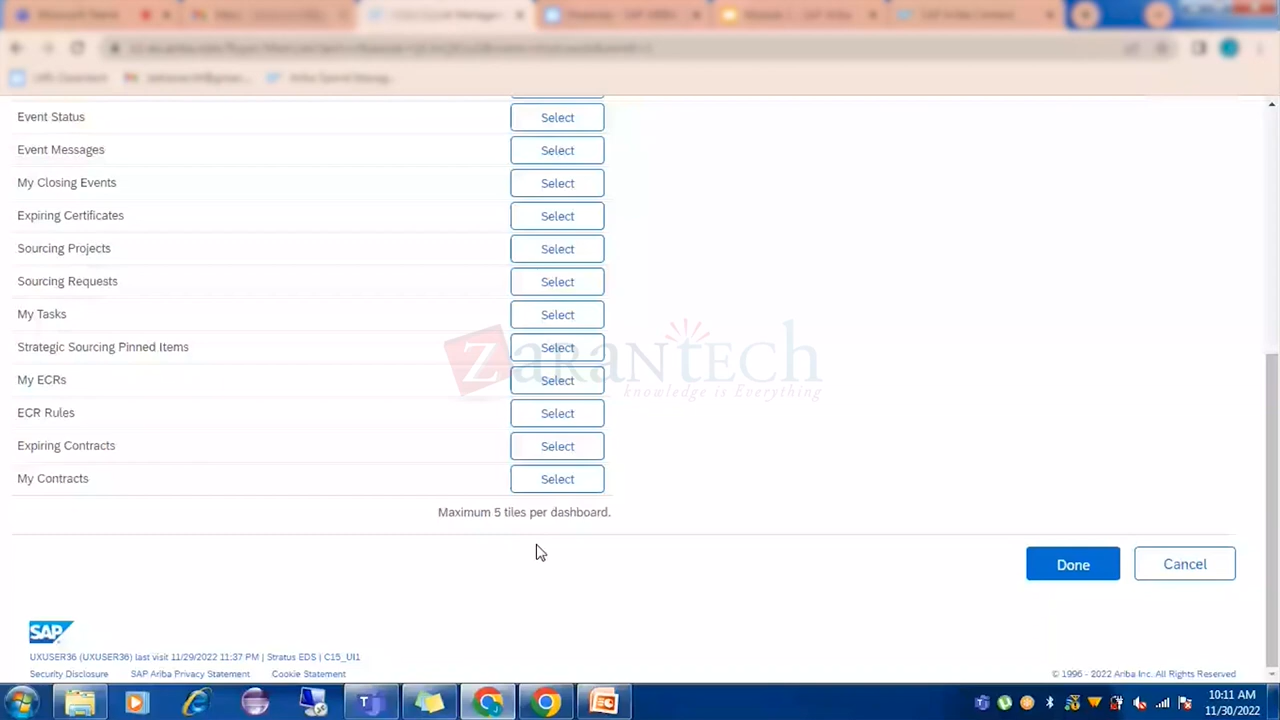 Event Status Select
Event Messages Select
My Closing Events Select
Expiring Certificates Select
Sourcing Projects Select
Sourcing Requests Select
My Tasks Select
Strategic Sourcing Pinned Items Select
My ECRs Select
ECR Rules Select
Expiring Contracts Select
My Contracts Select
ZaranTech
knowledge is Everything
Maximum 5 tiles per dashboard.
Done Cancel
SAP
UXUSER36 (UXUSER36) last visit 11/29/2022 11:37 PM | Stratus EDS | C15_UI1
Security Disclosure SAP Ariba Privacy Statement Cookie Statement © 1996 - 2022 Ariba Inc. All Rights Reserved
10:11 AM
11/30/2022